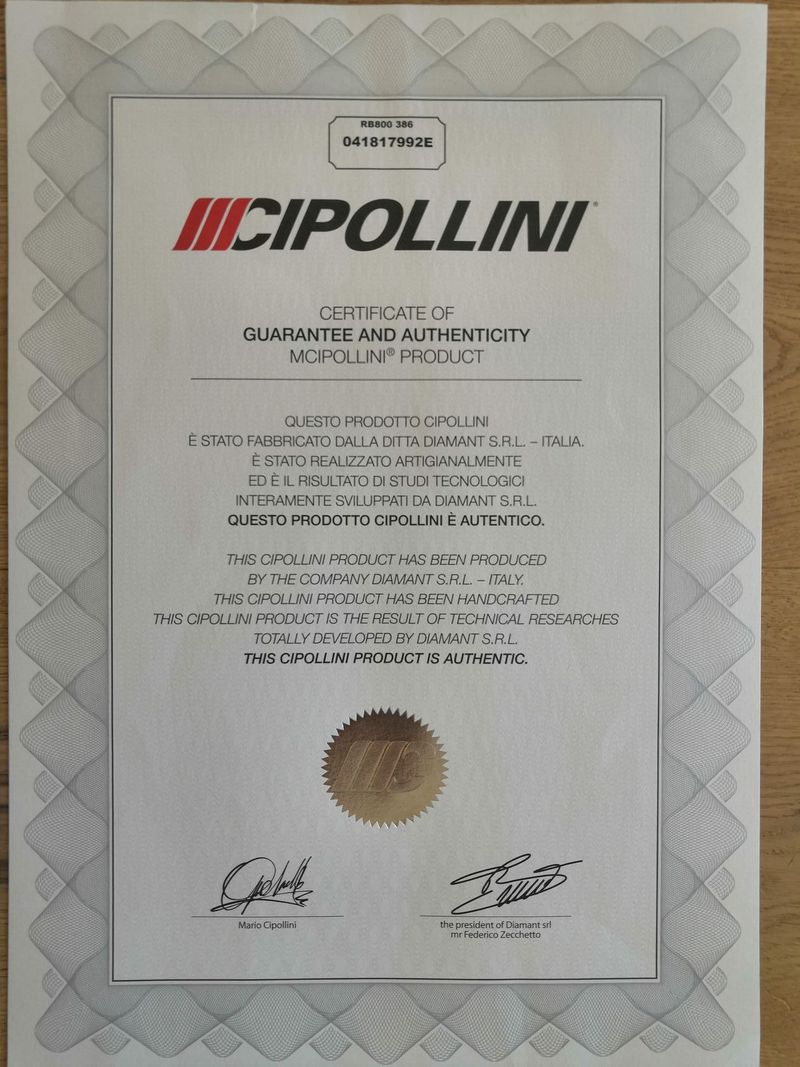 RB800 386
041817992E
MCIPOLLINI®
CERTIFICATE OF
GUARANTEE AND AUTHENTICITY
MCIPOLLINI® PRODUCT
QUESTO PRODOTTO CIPOLLINI
È STATO FABBRICATO DALLA DITTA DIAMANT S.R.L. – ITALIA.
È STATO REALIZZATO ARTIGIANALMENTE
ED È IL RISULTATO DI STUDI TECNOLOGICI
INTERAMENTE SVILUPPATI DA DIAMANT S.R.L.
QUESTO PRODOTTO CIPOLLINI È AUTENTICO.
THIS CIPOLLINI PRODUCT HAS BEEN PRODUCED
BY THE COMPANY DIAMANT S.R.L. – ITALY.
THIS CIPOLLINI PRODUCT HAS BEEN HANDCRAFTED
THIS CIPOLLINI PRODUCT IS THE RESULT OF TECHNICAL RESEARCHES
TOTALLY DEVELOPED BY DIAMANT S.R.L.
THIS CIPOLLINI PRODUCT IS AUTHENTIC.
MC
Mario Cipollini
the president of Diamant srl
mr Federico Zecchetto